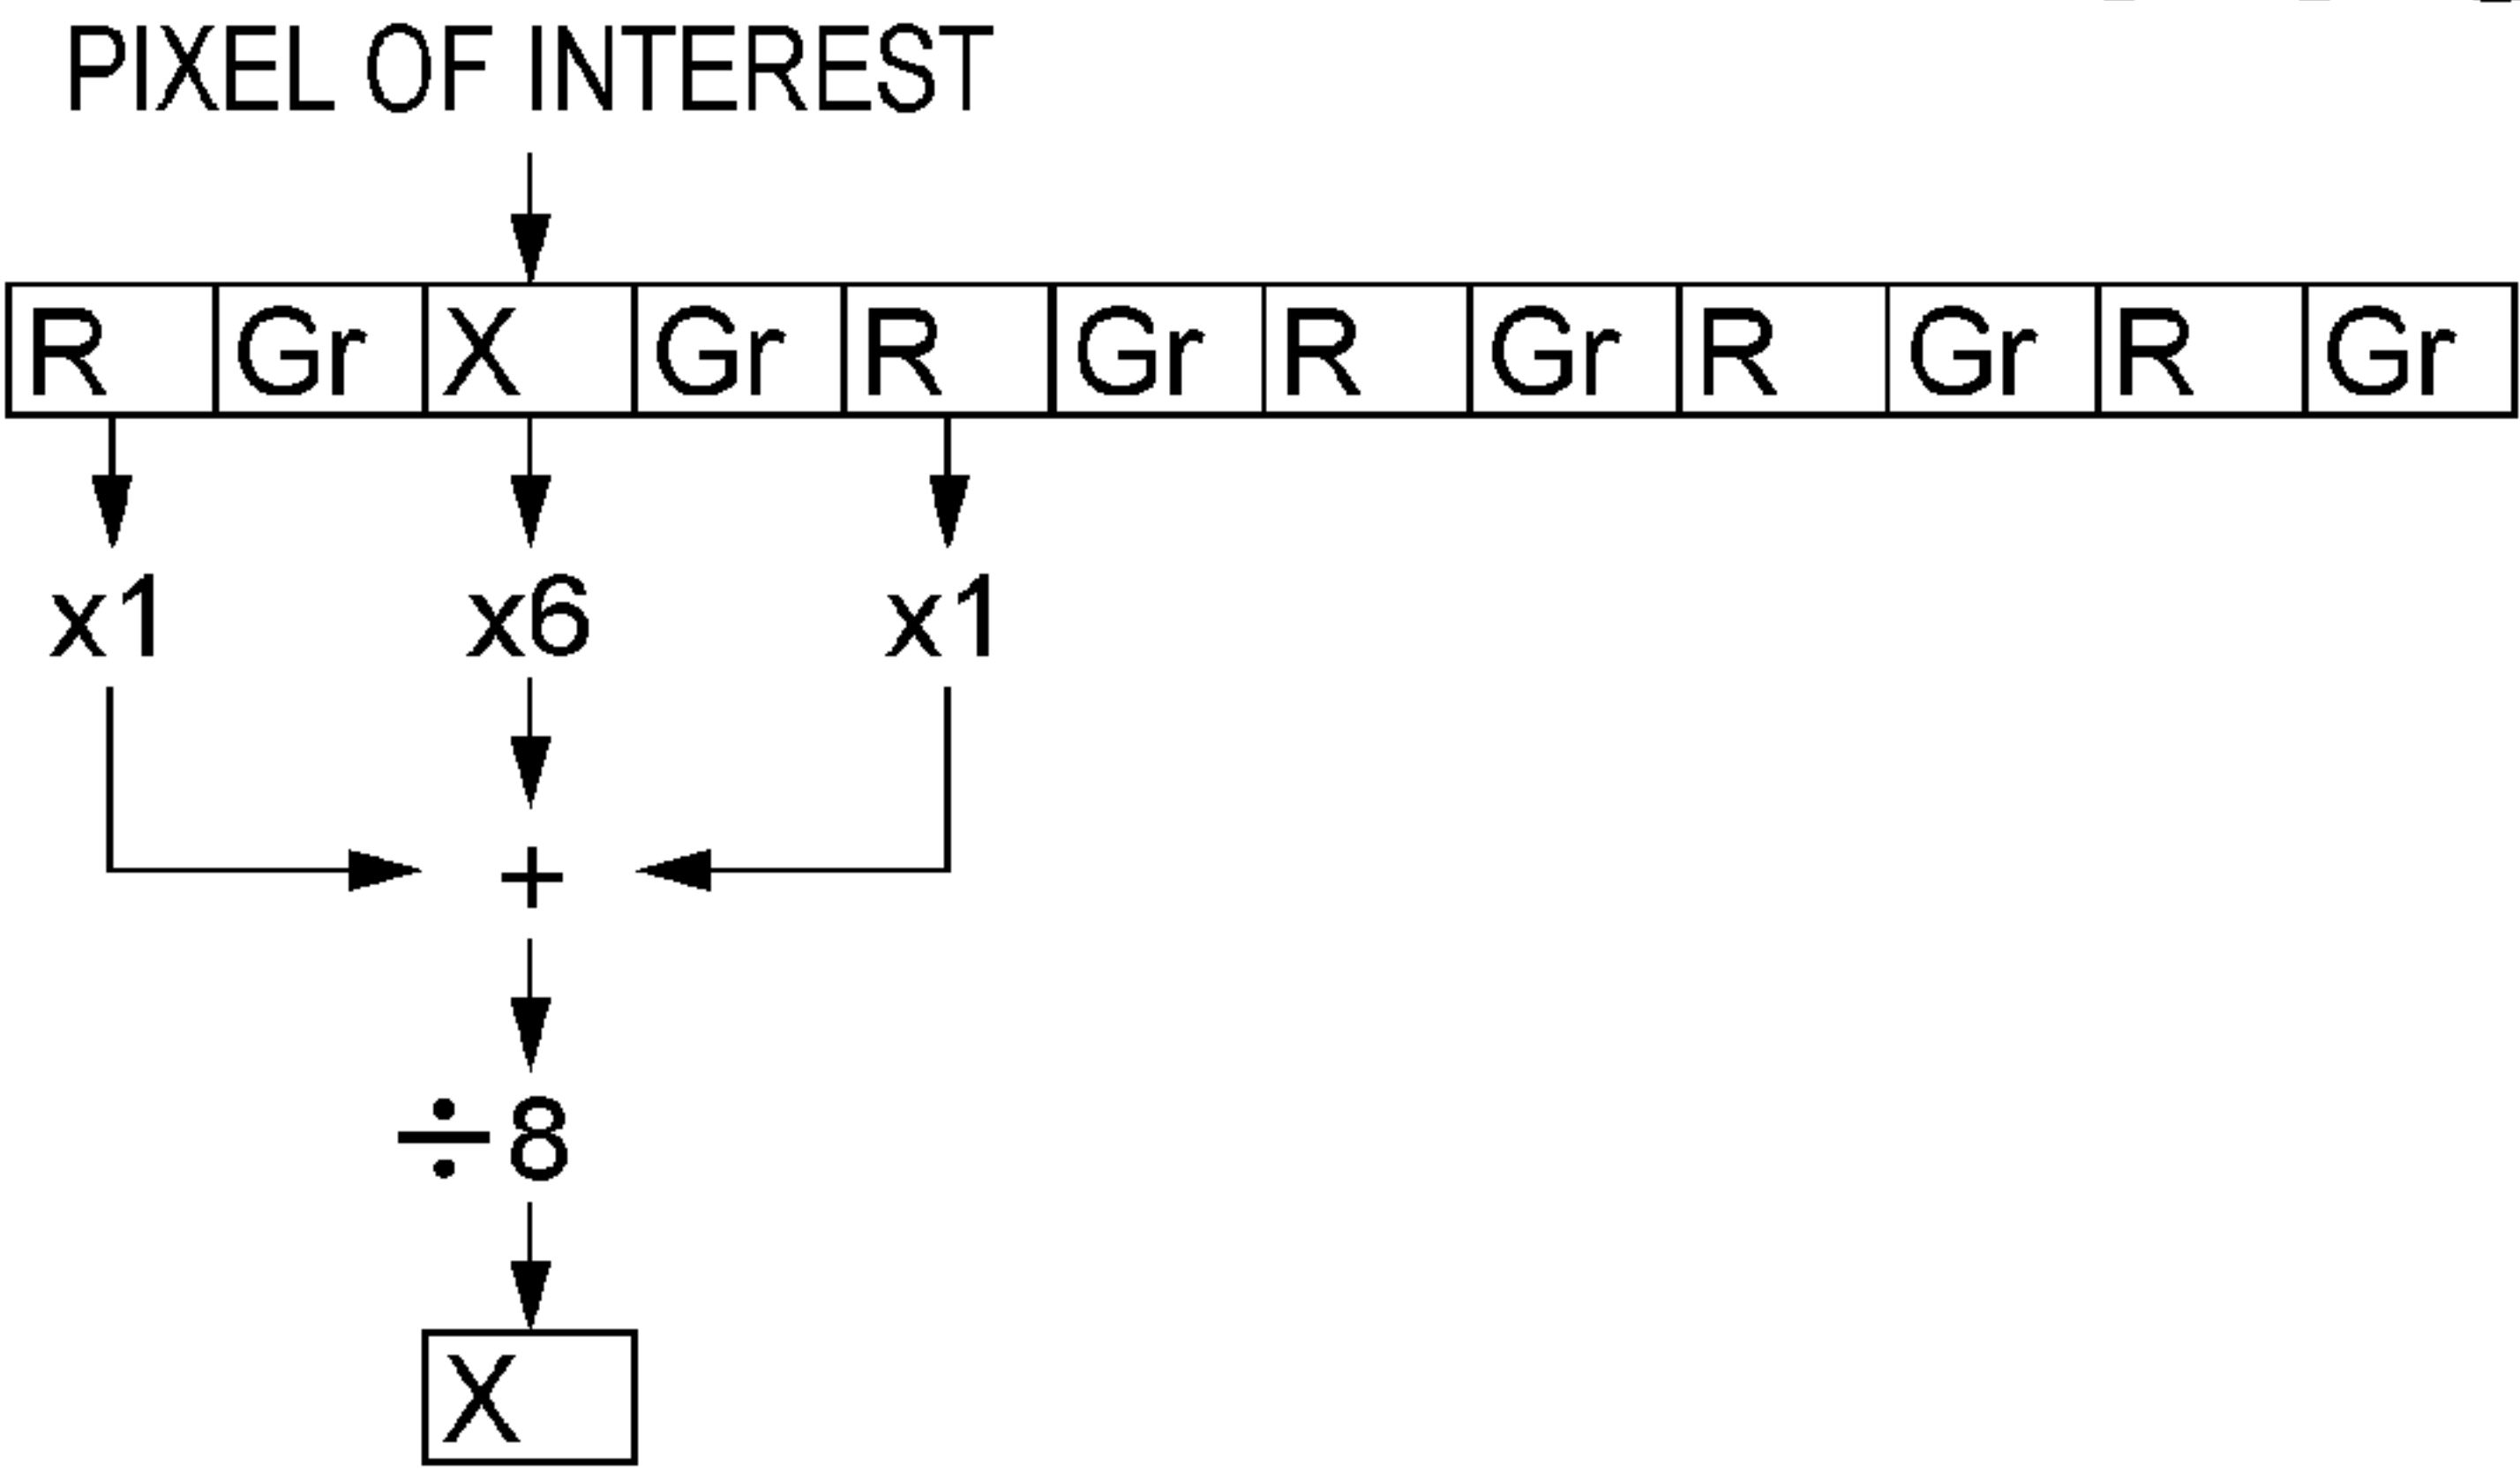 PIXEL OF INTEREST
R Gr X Gr R Gr R Gr R Gr R Gr
x1 x6 x1
+
÷8
X